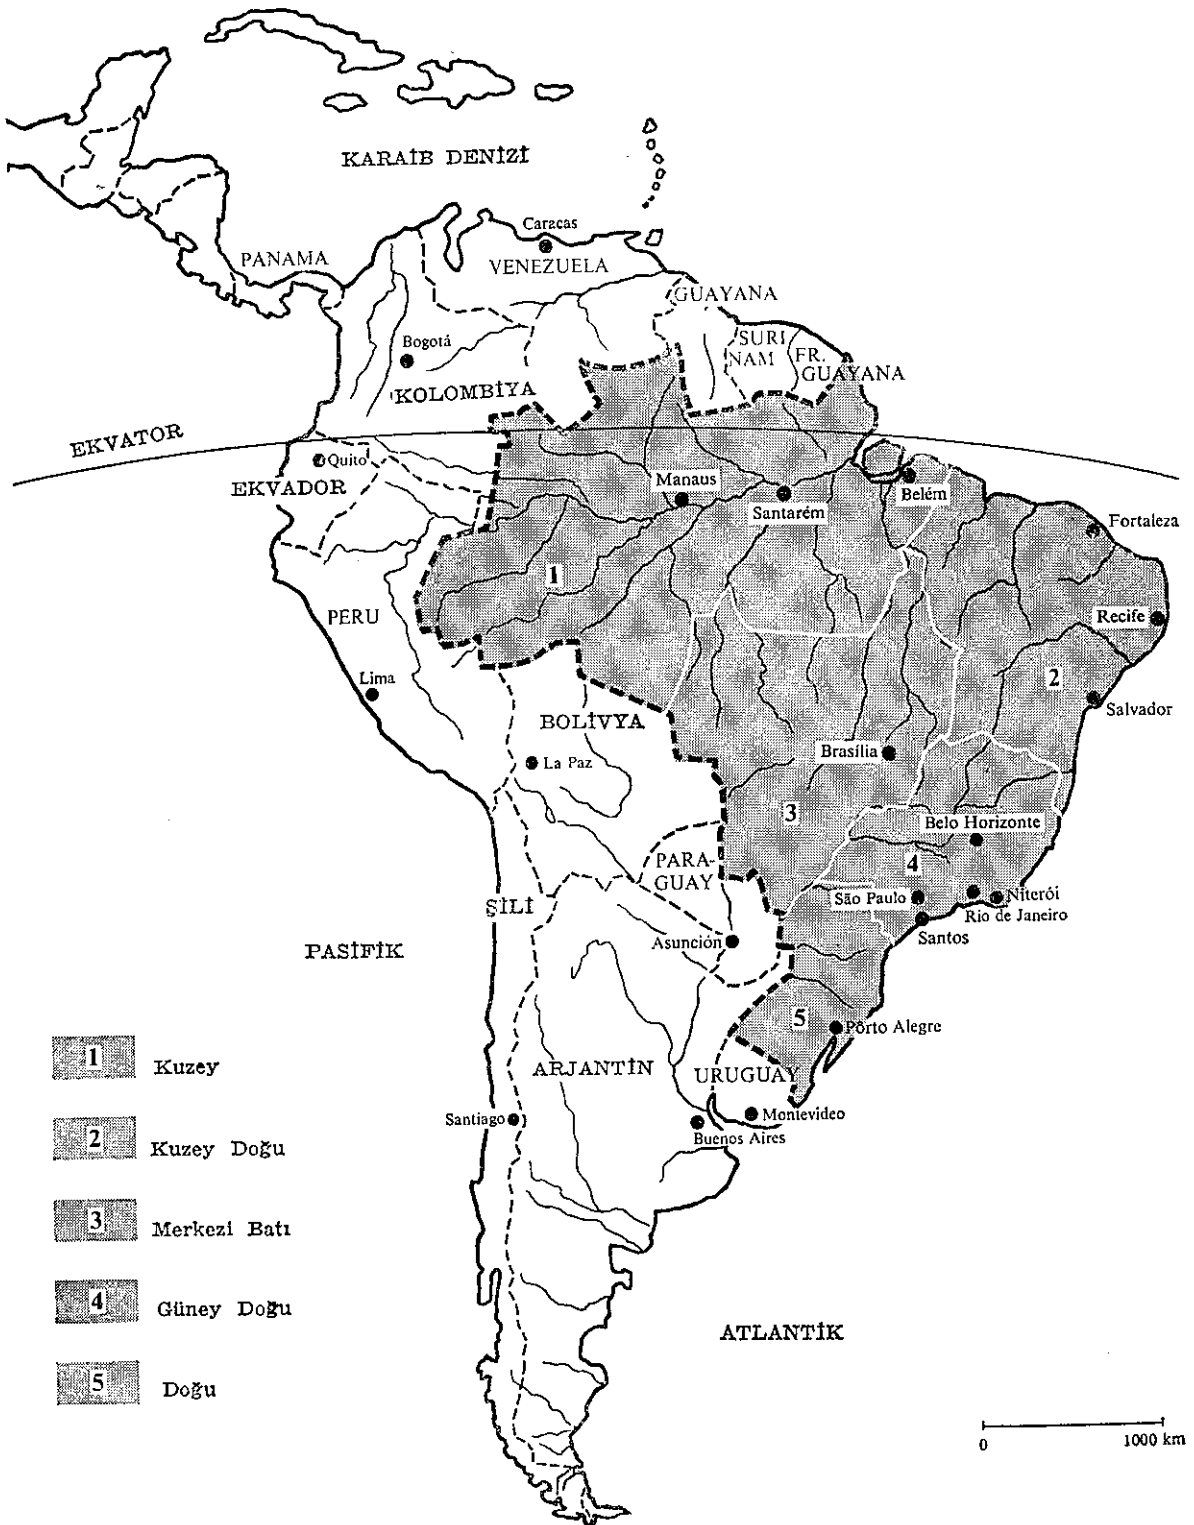 KARAİB DENİZİ
Caracas
PANAMA
VENEZUELA
GUAYANA
Bogotá
SURI
NAM
FR.
GUAYANA
KOLOMBİYA
EKVATOR
Quito
EKVADOR
Manaus
Santarém
Belém
Fortaleza
1
PERU
Recife
2
Lima
Salvador
BOLİVYA
La Paz
Brasília
3
Belo Horizonte
PARA-
GUAY
4
ŞİLİ
São Paulo
Niterói
Rio de Janeiro
Santos
Asunción
PASİFİK
5
Pôrto Alegre
ARJANTİN
URUGUAY
Santiago
Montevideo
Buenos Aires
1 Kuzey
2 Kuzey Doğu
3 Merkezi Batı
4 Güney Doğu
5 Doğu
ATLANTİK
0 1000 km